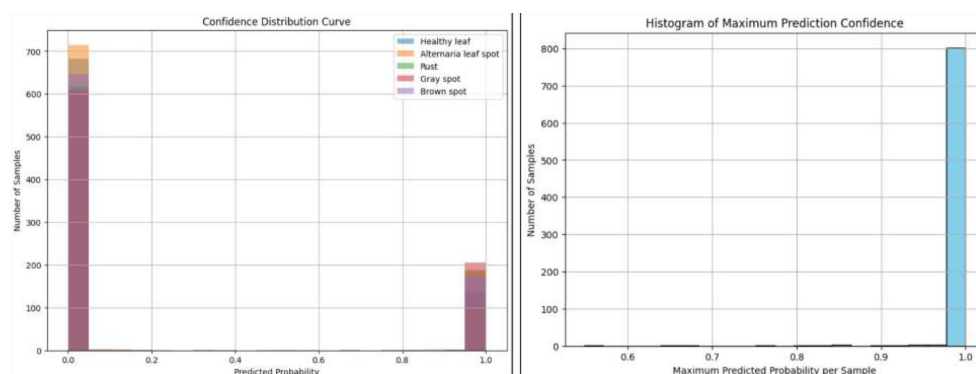 Confidence Distribution Curve
Healthy leaf
Alternaria leaf spot
Rust
Gray spot
Brown spot
Number of Samples
700
600
500
400
300
200
100
0
0.0 0.2 0.4 0.6 0.8 1.0
Predicted Probability
Histogram of Maximum Prediction Confidence
Number of Samples
800
700
600
500
400
300
200
100
0
0.6 0.7 0.8 0.9 1.0
Maximum Predicted Probability per Sample